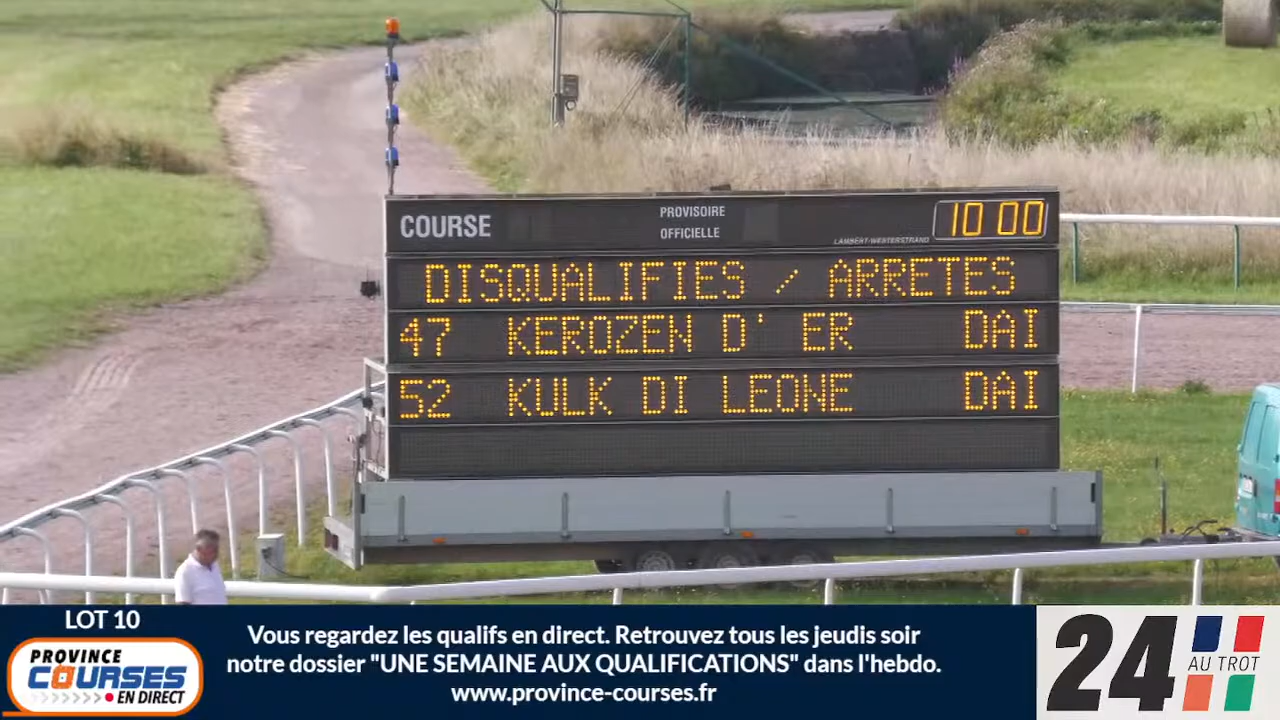 COURSE
PROVISOIRE
OFFICIELLE
LAMBERT-WESTERSTRAND
10 00
DISQUALIFIES / ARRETES
47 KEROZEN D' ER DAI
52 KULK DI LEONE DAI
LOT 10
PROVINCE
COURSES
EN DIRECT
Vous regardez les qualifs en direct. Retrouvez tous les jeudis soir
notre dossier "UNE SEMAINE AUX QUALIFICATIONS" dans l'hebdo.
www.province-courses.fr
24
AU TROT